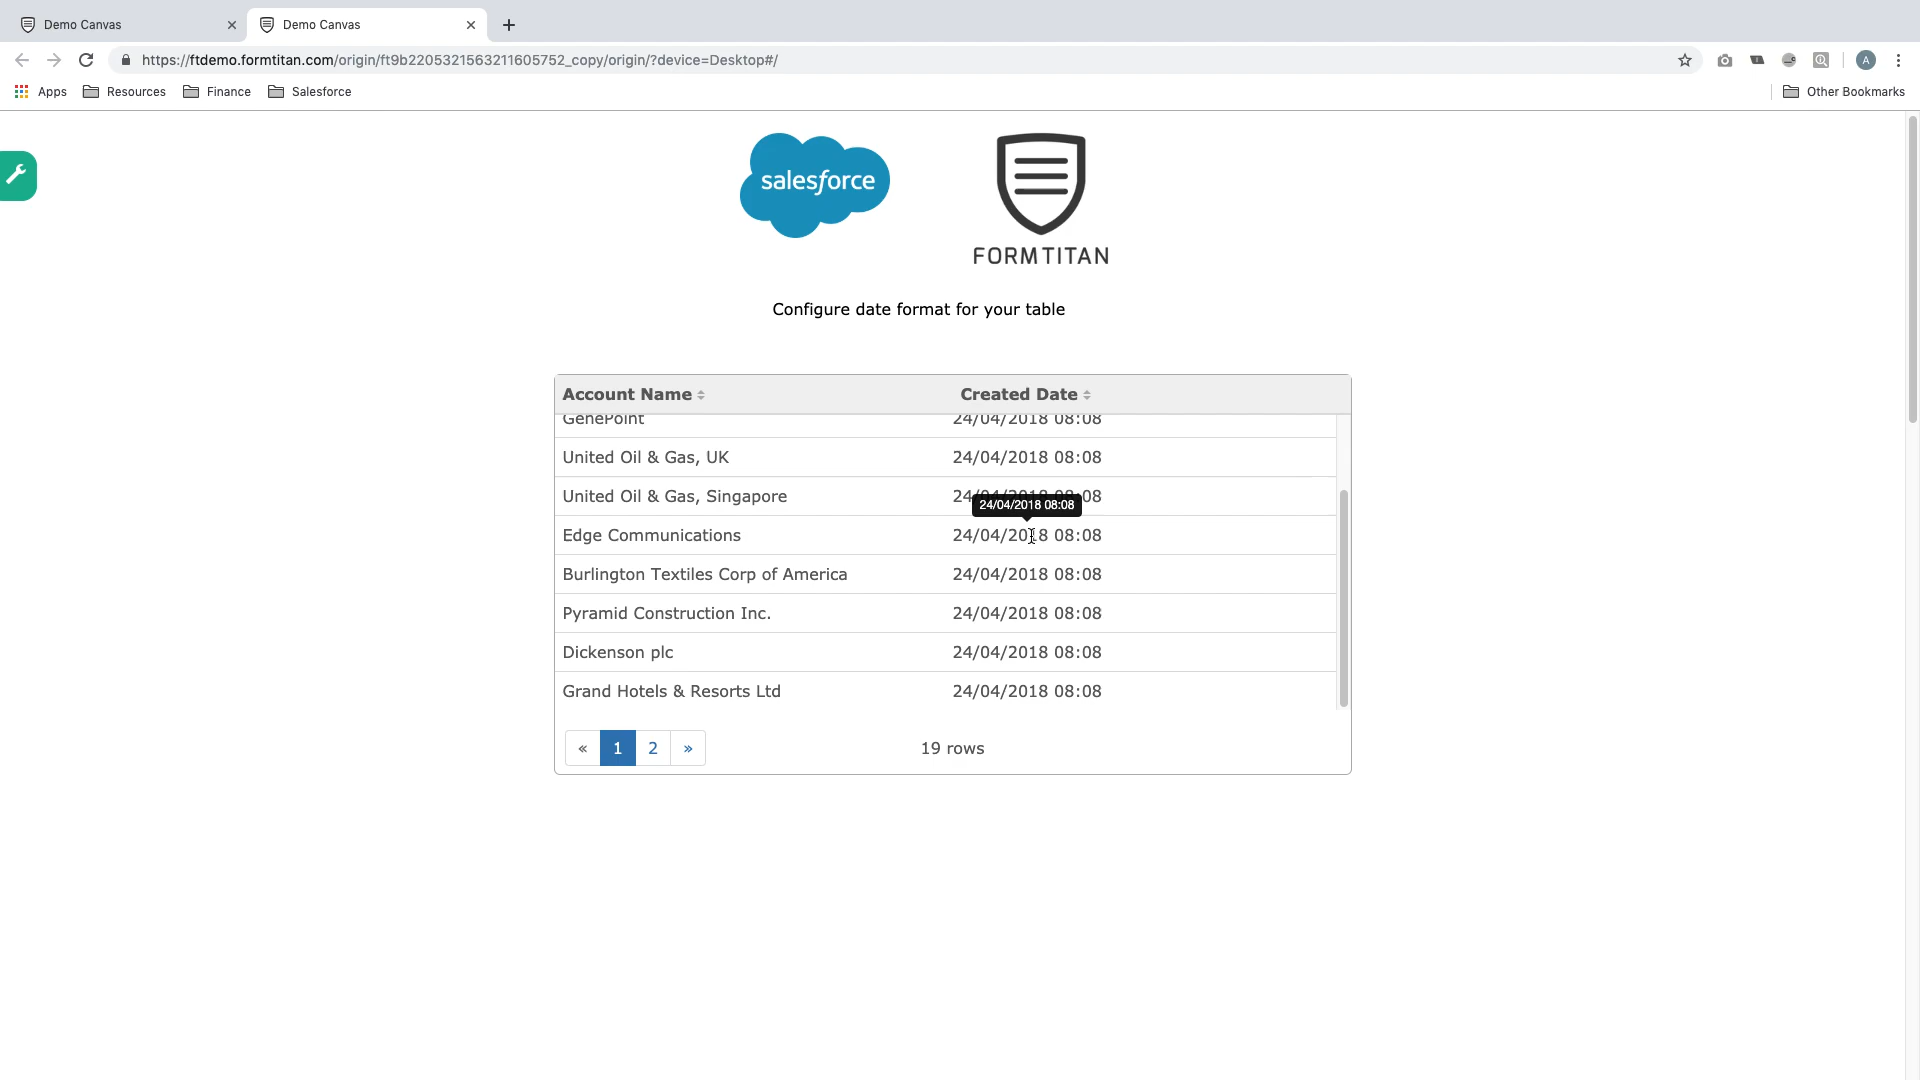 Demo Canvas
Demo Canvas
https://ftdemo.formtitan.com/origin/ft9b2205321563211605752_copy/origin/?device=Desktop#/
A
Apps
Resources
Finance
Salesforce
Other Bookmarks
salesforce
FORMTITAN
Configure date format for your table
Account Name
Created Date
GenePoint 24/04/2018 08:08
United Oil & Gas, UK 24/04/2018 08:08
United Oil & Gas, Singapore 24/04/2018 08:08
24/04/2018 08:08
Edge Communications 24/04/2018 08:08
Burlington Textiles Corp of America 24/04/2018 08:08
Pyramid Construction Inc. 24/04/2018 08:08
Dickenson plc 24/04/2018 08:08
Grand Hotels & Resorts Ltd 24/04/2018 08:08
« 1 2 » 19 rows